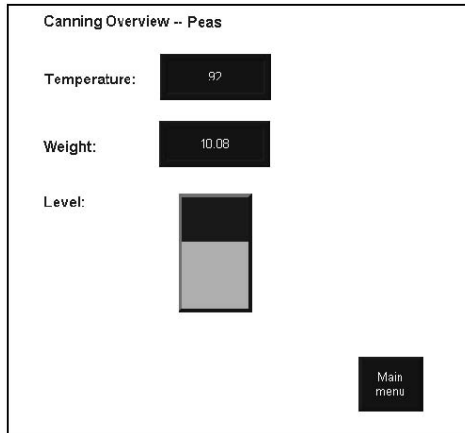 Canning Overview -- Peas
Temperature:
92
Weight:
10.08
Level:
Main
menu